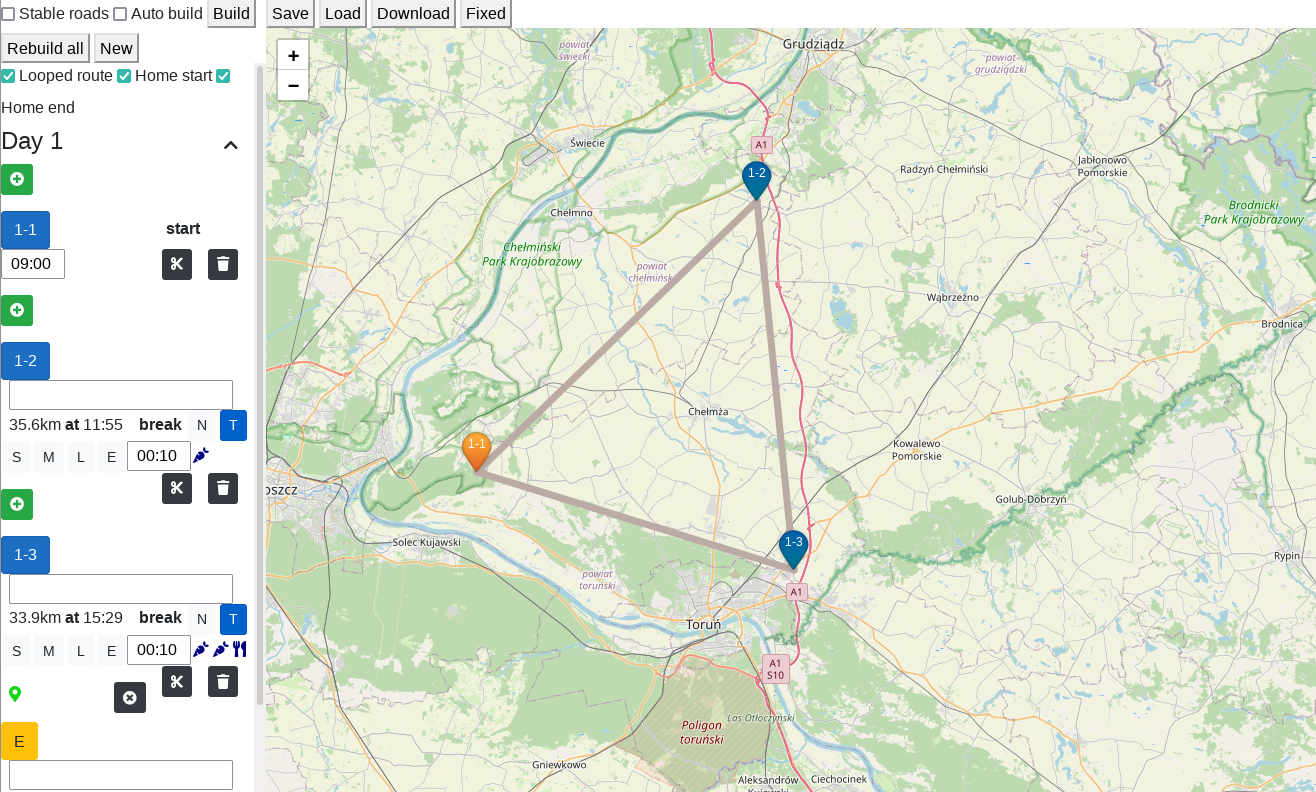 Stable roads Auto build Build Save Load Download Fixed
Rebuild all New
Looped route Home start
Home end
Day 1
1-1 start
09:00
1-2
35.6km at 11:55 break N T
S M L E 00:10
1-3
33.9km at 15:29 break N T
S M L E 00:10
E
+
−
Grudziądz
powiat
świecki
powiat
grudziądzki
Świecie
A1
1-2
Radzyń Chełmiński
Jabłonowo
Pomorskie
Chełmno
Brodnicki
Park Krajobrazowy
Chełmiński
Park Krajobrazowy
powiat
chełmińsk
Wąbrzeźno
Brodnica
Chełmża
1-1
Kowalewo
Pomorskie
oszcz
Golub-Dobrzyń
Solec Kujawski
1-3
Rypin
powiat
toruński
A1
Toruń
A1
S10
Las Otłoczyński
Poligon
toruński
Gniewkowo
Aleksandrów
Kujawski
Ciechocinek